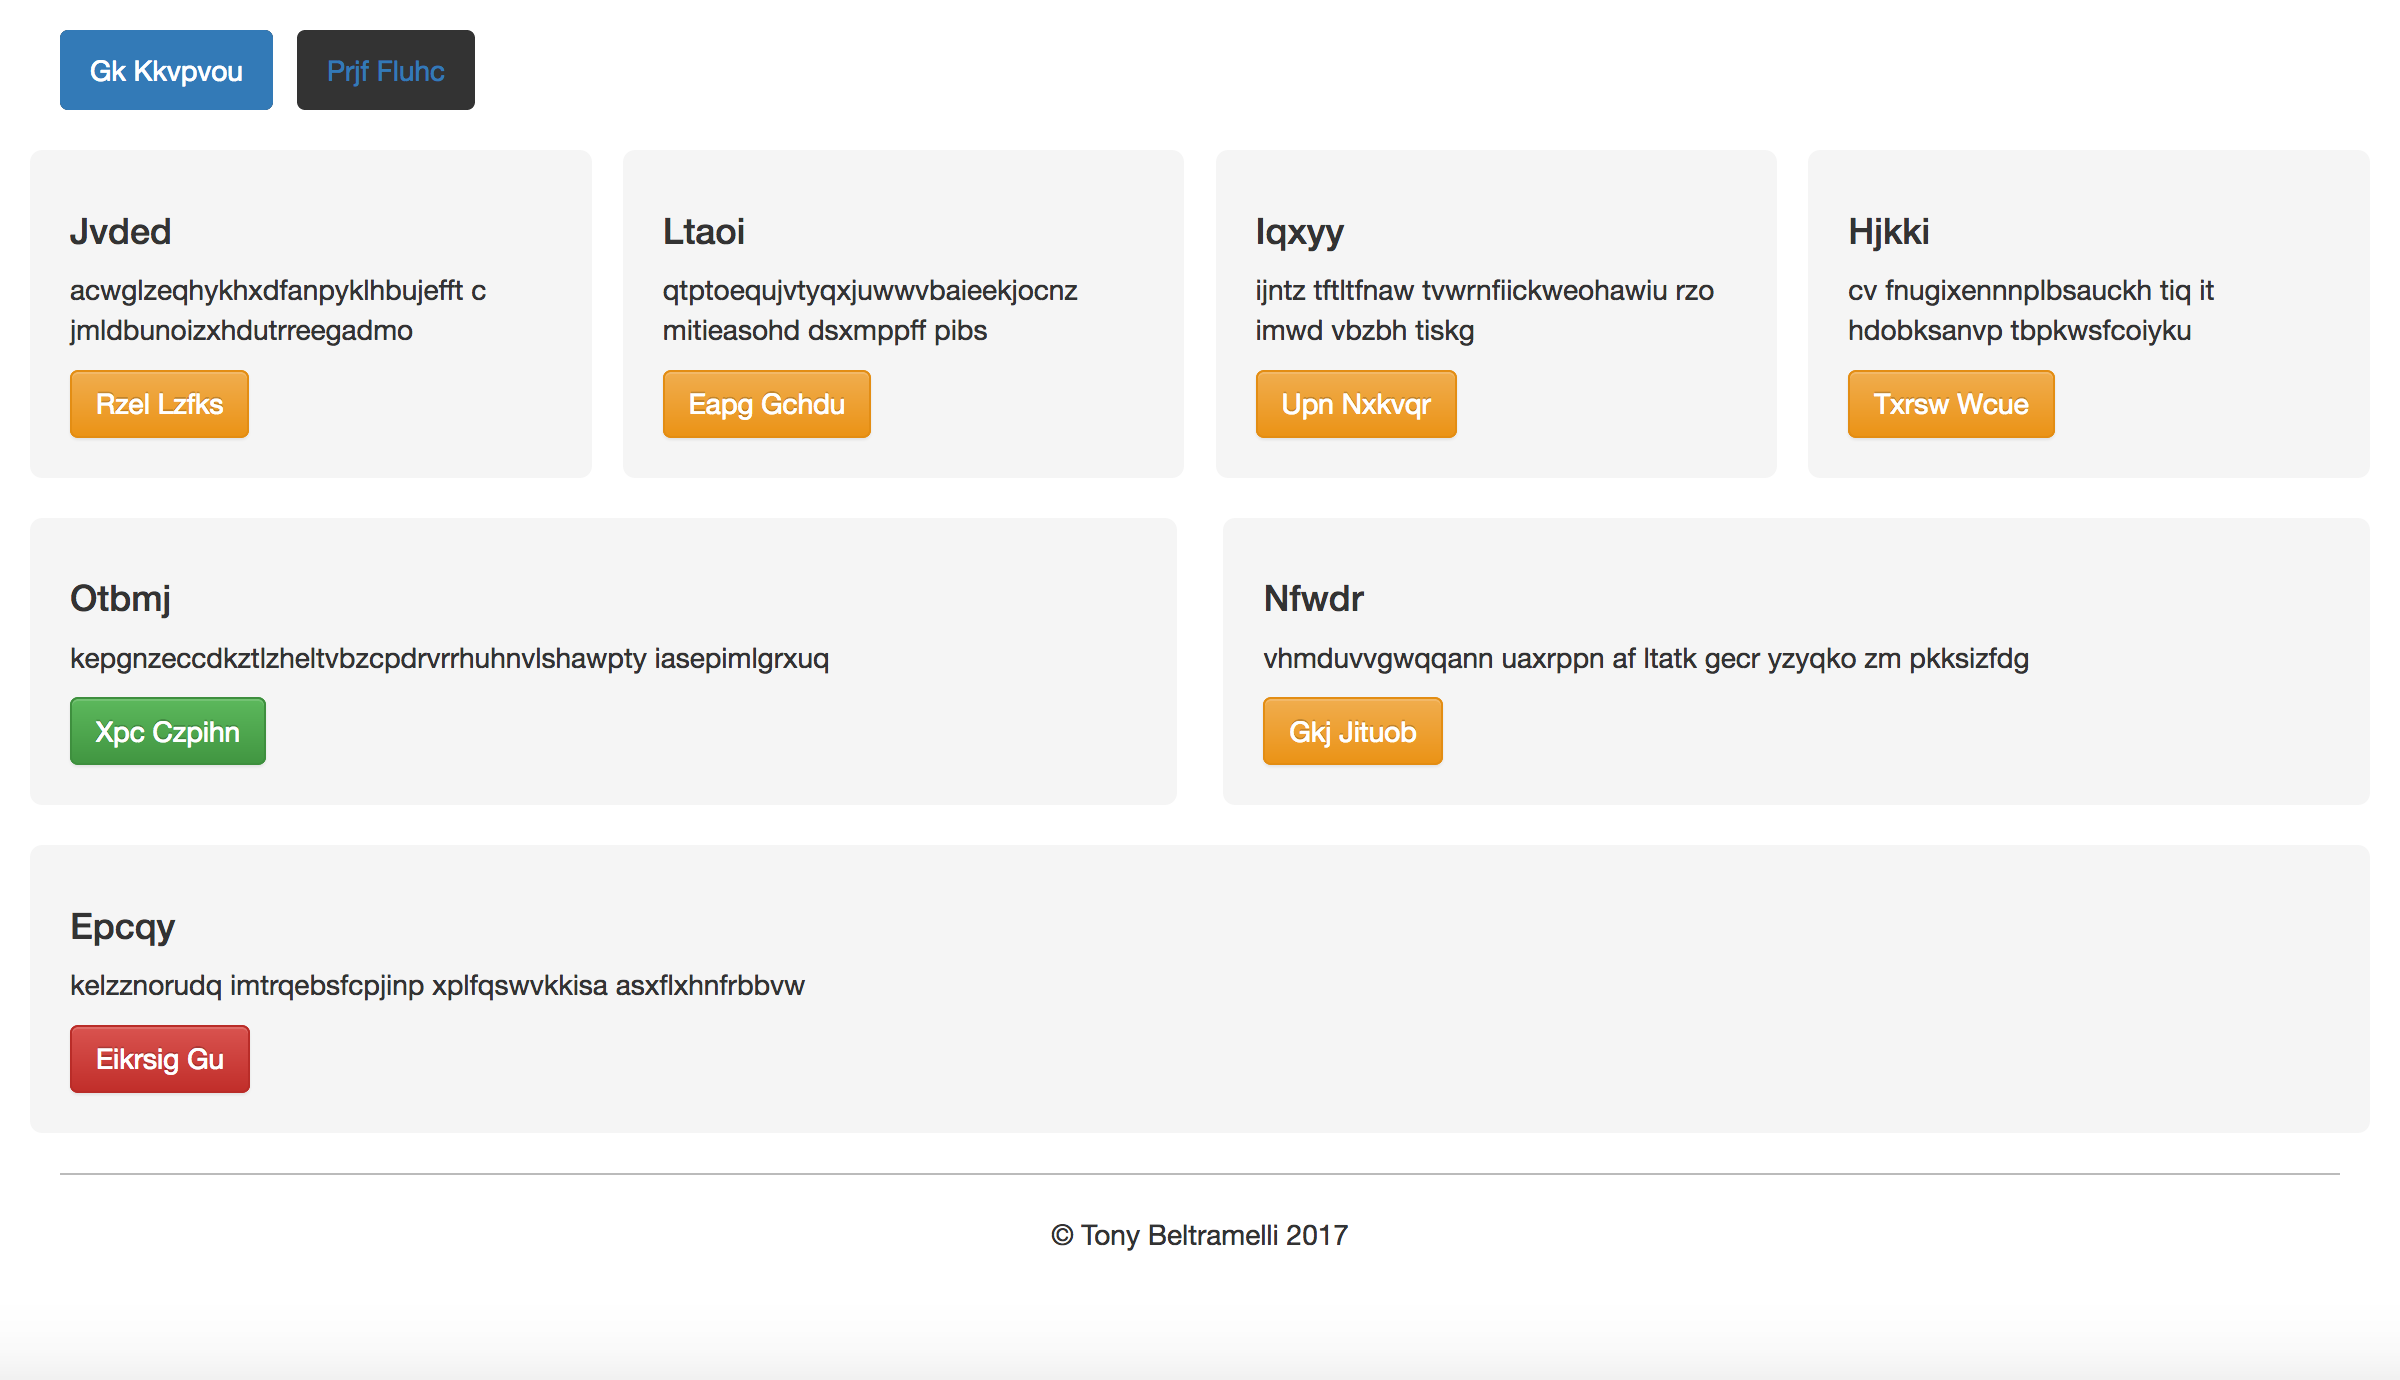 Gk Kkvpvou
Prjf Fluhc
Jvded
acwglzeqhykhxdfanpyklhbujefft c
jmldbunoizxhdutrreegadmo
Rzel Lzfks
Ltaoi
qtptoequjvtyqxjuwwvbaieekjocnz
mitieasohd dsxmppff pibs
Eapg Gchdu
Iqxyy
ijntz tftltfnaw tvwrnfiickweohawiu rzo
imwd vbzbh tiskg
Upn Nxkvqr
Hjkki
cv fnugixennnplbsauckh tiq it
hdobksanvp tbpkwsfcoiyku
Txrsw Wcue
Otbmj
kepgnzeccdkztlzheltvbzcpdrvrrhuhnvlshawpty iasepimlgrxuq
Xpc Czpihn
Nfwdr
vhmduvvgwqqann uaxrppn af ltatk gecr yzyqko zm pkksizfdg
Gkj Jituob
Epcqy
kelzznorudq imtrqebsfcpjinp xplfqswvkkisa asxflxhnfrbbvw
Eikrsig Gu
© Tony Beltramelli 2017